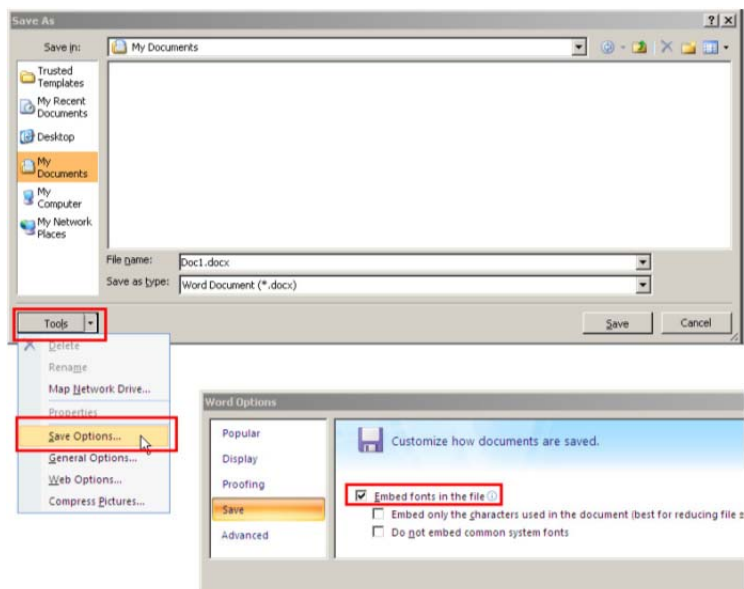 Save As
Save in:
My Documents
Trusted
Templates
My Recent
Documents
Desktop
My
Documents
My
Computer
My Network
Places
File name:
Doc1.docx
Save as type:
Word Document (*.docx)
Tools
Save
Cancel
Delete
Rename
Map Network Drive...
Properties
Save Options...
General Options...
Web Options...
Compress Pictures...
Word Options
Popular
Display
Proofing
Save
Advanced
Customize how documents are saved.
Embed fonts in the file
Embed only the characters used in the document (best for reducing file s
Do not embed common system fonts